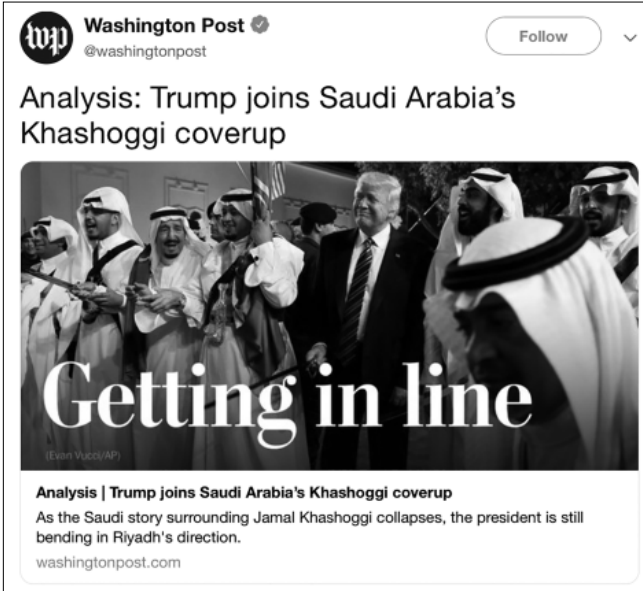 wp
Washington Post
@washingtonpost
Follow
Analysis: Trump joins Saudi Arabia's
Khashoggi coverup
Getting in line
(Evan Vucci/AP)
Analysis | Trump joins Saudi Arabia's Khashoggi coverup
As the Saudi story surrounding Jamal Khashoggi collapses, the president is still
bending in Riyadh's direction.
washingtonpost.com